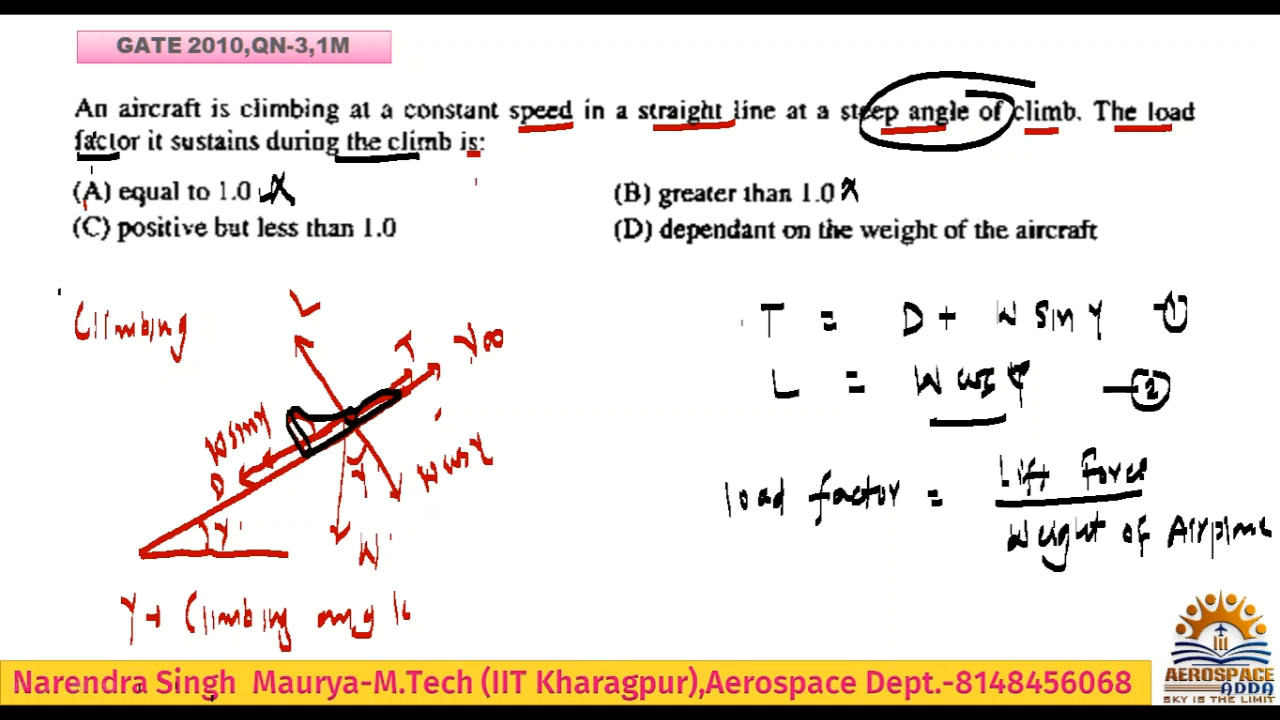 GATE 2010,QN-3,1M
An aircraft is climbing at a constant speed in a straight line at a steep angle of climb. The load
factor it sustains during the climb is:
(A) equal to 1.0 x
(B) greater than 1.0 x
(C) positive but less than 1.0
(D) dependant on the weight of the aircraft
Climbing
L
T
V∞
W sin γ
D
W cos γ
γ
γ
W
γ → Climbing angle
T = D + W sin γ -①
L = W cos γ -②
load factor = Lift Force
Weight of Airplane
Narendra Singh Maurya-M.Tech (IIT Kharagpur),Aerospace Dept.-8148456068
AEROSPACE
ADDA
SKY IS THE LIMIT